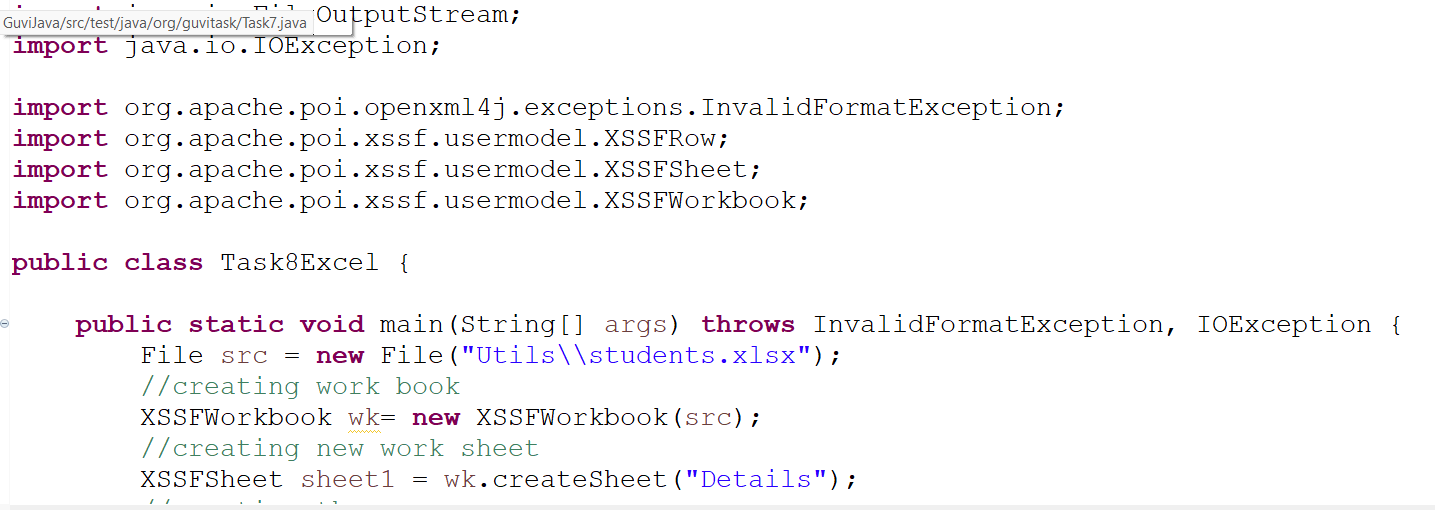 OutputStream;
GuviJava/src/test/java/org/guvitask/Task7.java
import java.io.IOException;
import org.apache.poi.openxml4j.exceptions.InvalidFormatException;
import org.apache.poi.xssf.usermodel.XSSFRow;
import org.apache.poi.xssf.usermodel.XSSFSheet;
import org.apache.poi.xssf.usermodel.XSSFWorkbook;
public class Task8Excel {
public static void main(String[] args) throws InvalidFormatException, IOException {
File src = new File("Utils\\students.xlsx");
//creating work book
XSSFWorkbook wk= new XSSFWorkbook(src);
//creating new work sheet
XSSFSheet sheet1 = wk.createSheet("Details");